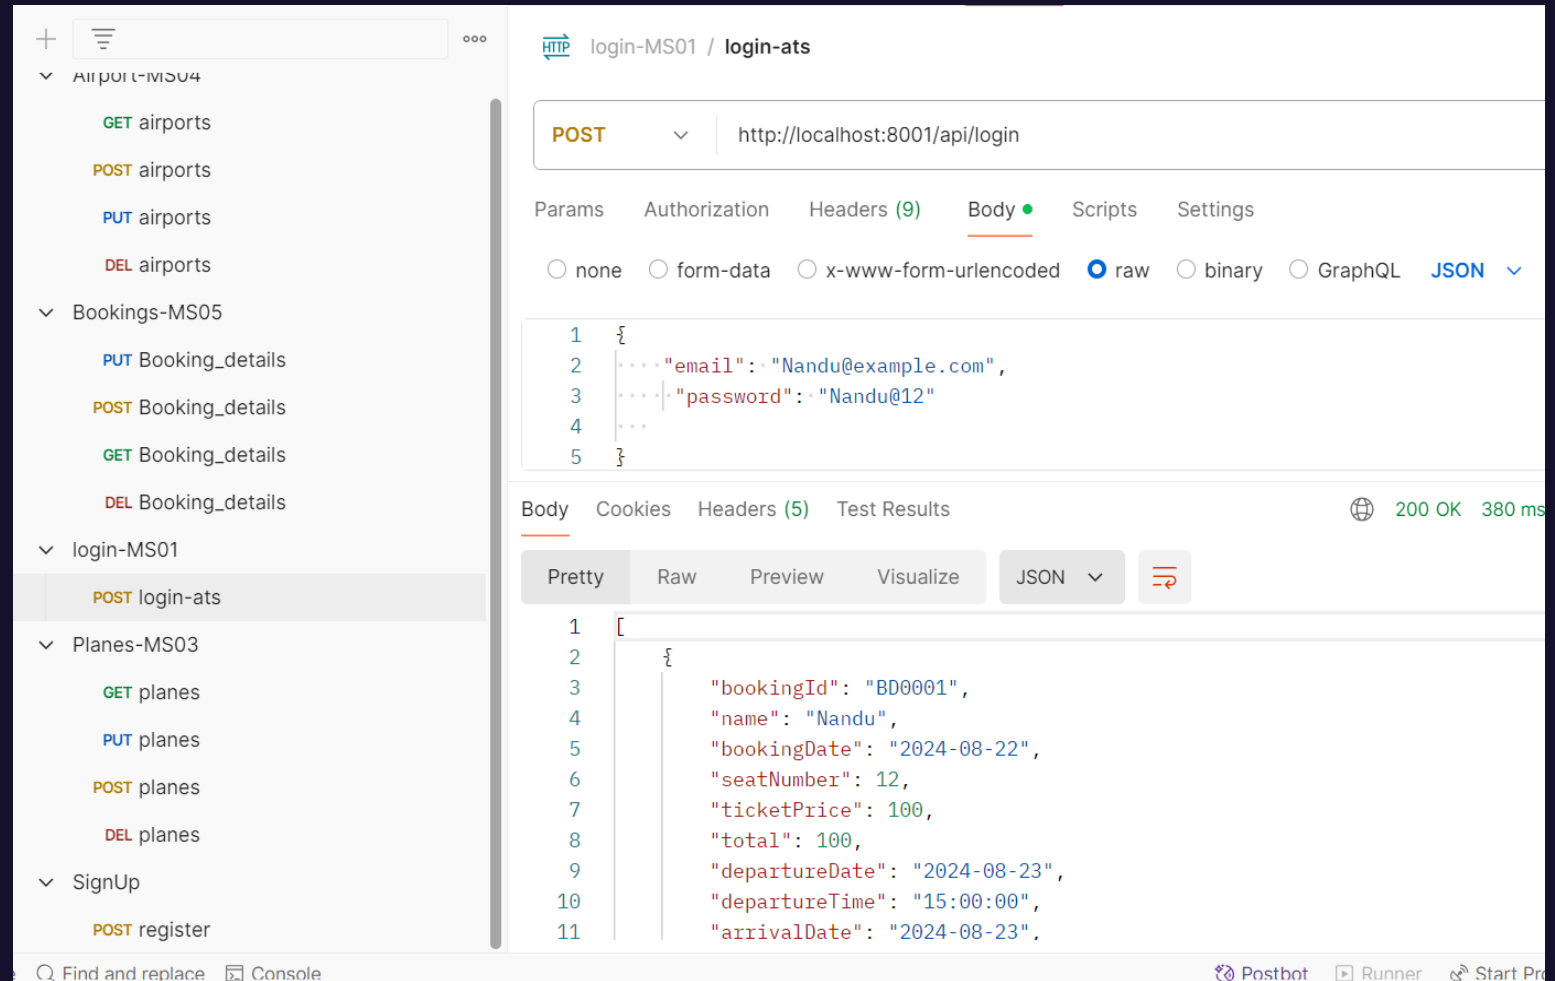 Airport-MS04
GET airports
POST airports
PUT airports
DEL airports
Bookings-MS05
PUT Booking_details
POST Booking_details
GET Booking_details
DEL Booking_details
login-MS01
POST login-ats
Planes-MS03
GET planes
PUT planes
POST planes
DEL planes
SignUp
POST register
HTTP login-MS01 / login-ats
POST http://localhost:8001/api/login
Params Authorization Headers (9) Body Scripts Settings
none form-data x-www-form-urlencoded raw binary GraphQL JSON
1 {
2 "email": "Nandu@example.com",
3 "password": "Nandu@12"
4
5 }
Body Cookies Headers (5) Test Results 200 OK 380 ms
Pretty Raw Preview Visualize JSON
1 [
2 {
3 "bookingId": "BD0001",
4 "name": "Nandu",
5 "bookingDate": "2024-08-22",
6 "seatNumber": 12,
7 "ticketPrice": 100,
8 "total": 100,
9 "departureDate": "2024-08-23",
10 "departureTime": "15:00:00",
11 "arrivalDate": "2024-08-23",
Find and replace Console Postbot Runner Start